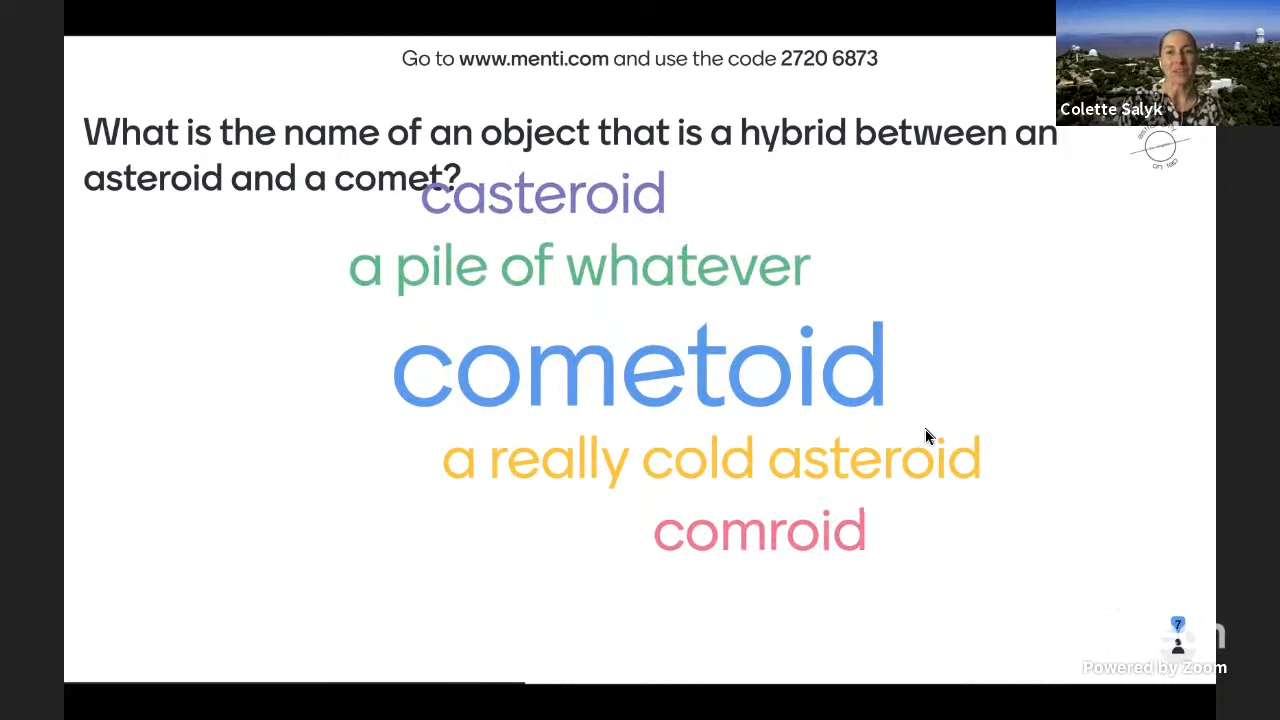 Go to www.menti.com and use the code 2720 6873
Colette Salyk
What is the name of an object that is a hybrid between an
asteroid and a comet?
casteroid
a pile of whatever
cometoid
a really cold asteroid
comroid
7
Powered by Zoom